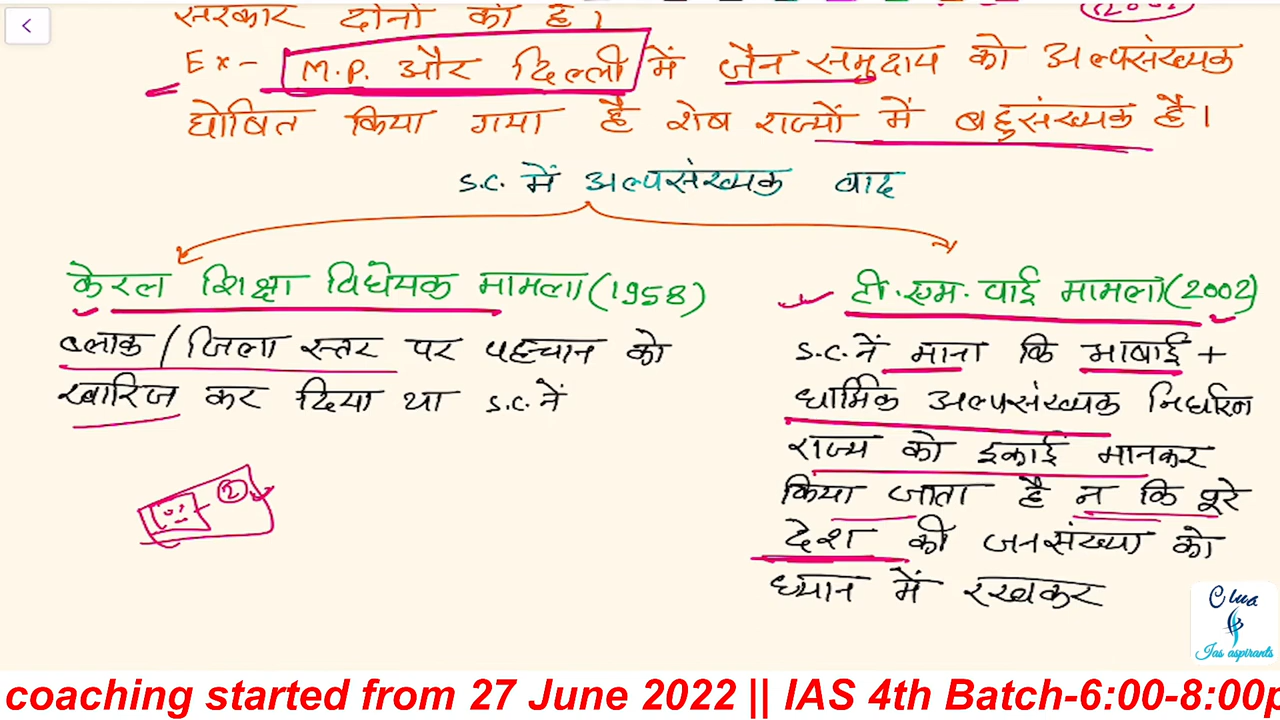 सरकार दोनों को है।
(2002)
Ex- M.P. और दिल्ली में जैन समुदाय को अल्पसंख्यक
घोषित किया गया है शेष राज्यों में बहुसंख्यक है।
S.C. में अल्पसंख्यक वाद
केरल शिक्षा विधेयक मामला (1958)
ब्लाक / जिला स्तर पर पहचान को
खारिज कर दिया था S.C. नें
टी. एम. पाई मामला (2002)
S.C. नें माना कि भाषाई +
धार्मिक अल्पसंख्यक निर्धारण
राज्य को इकाई मानकर
किया जाता है न कि पूरे
देश की जनसंख्या को
ध्यान में रखकर
2
Clua
Ias aspirants
coaching started from 27 June 2022 || IAS 4th Batch-6:00-8:00p